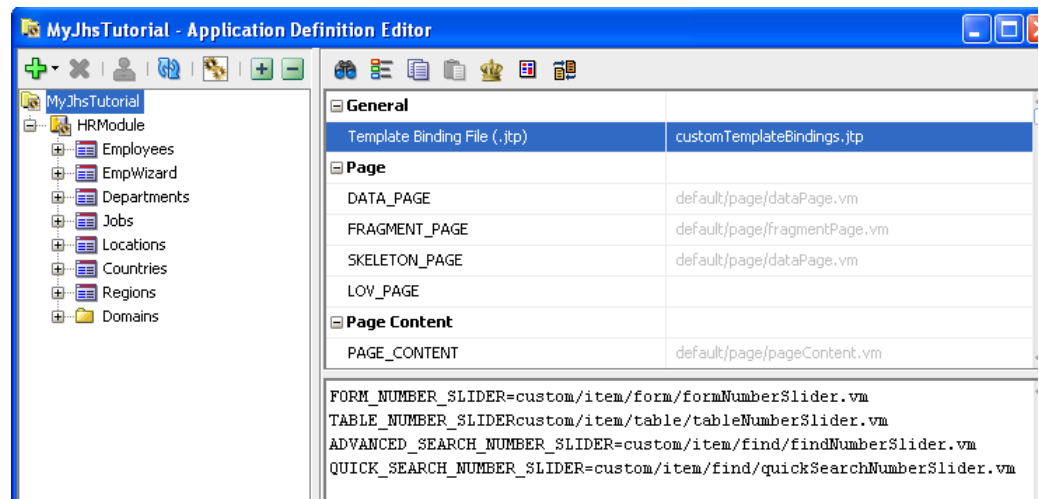 MyJhsTutorial - Application Definition Editor
MyJhsTutorial
HRModule
Employees
EmpWizard
Departments
Jobs
Locations
Countries
Regions
Domains
General
Template Binding File (.jtp) customTemplateBindings.jtp
Page
DATA_PAGE default/page/dataPage.vm
FRAGMENT_PAGE default/page/fragmentPage.vm
SKELETON_PAGE default/page/dataPage.vm
LOV_PAGE
Page Content
PAGE_CONTENT default/page/pageContent.vm
FORM_NUMBER_SLIDER=custom/item/form/formNumberSlider.vm
TABLE_NUMBER_SLIDERcustom/item/table/tableNumberSlider.vm
ADVANCED_SEARCH_NUMBER_SLIDER=custom/item/find/findNumberSlider.vm
QUICK_SEARCH_NUMBER_SLIDER=custom/item/find/quickSearchNumberSlider.vm